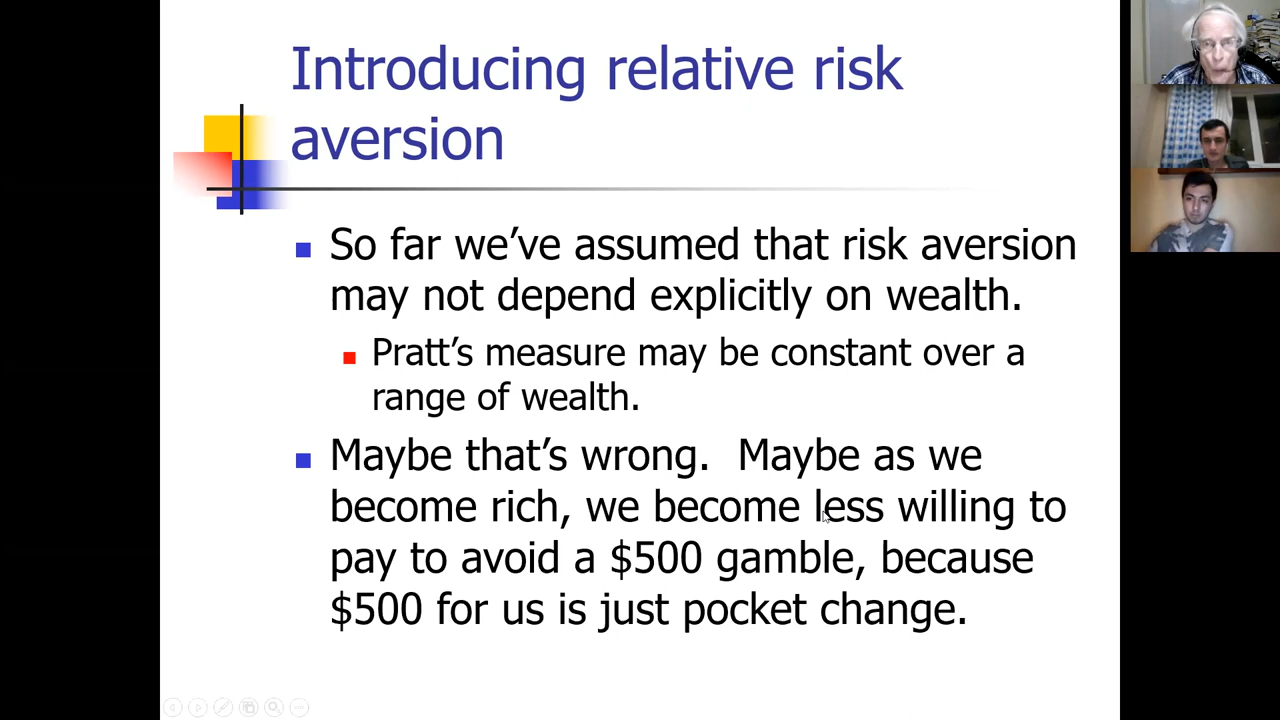 Introducing relative risk
aversion
So far we’ve assumed that risk aversion
may not depend explicitly on wealth.
Pratt’s measure may be constant over a
range of wealth.
Maybe that’s wrong.  Maybe as we
become rich, we become less willing to
pay to avoid a $500 gamble, because
$500 for us is just pocket change.